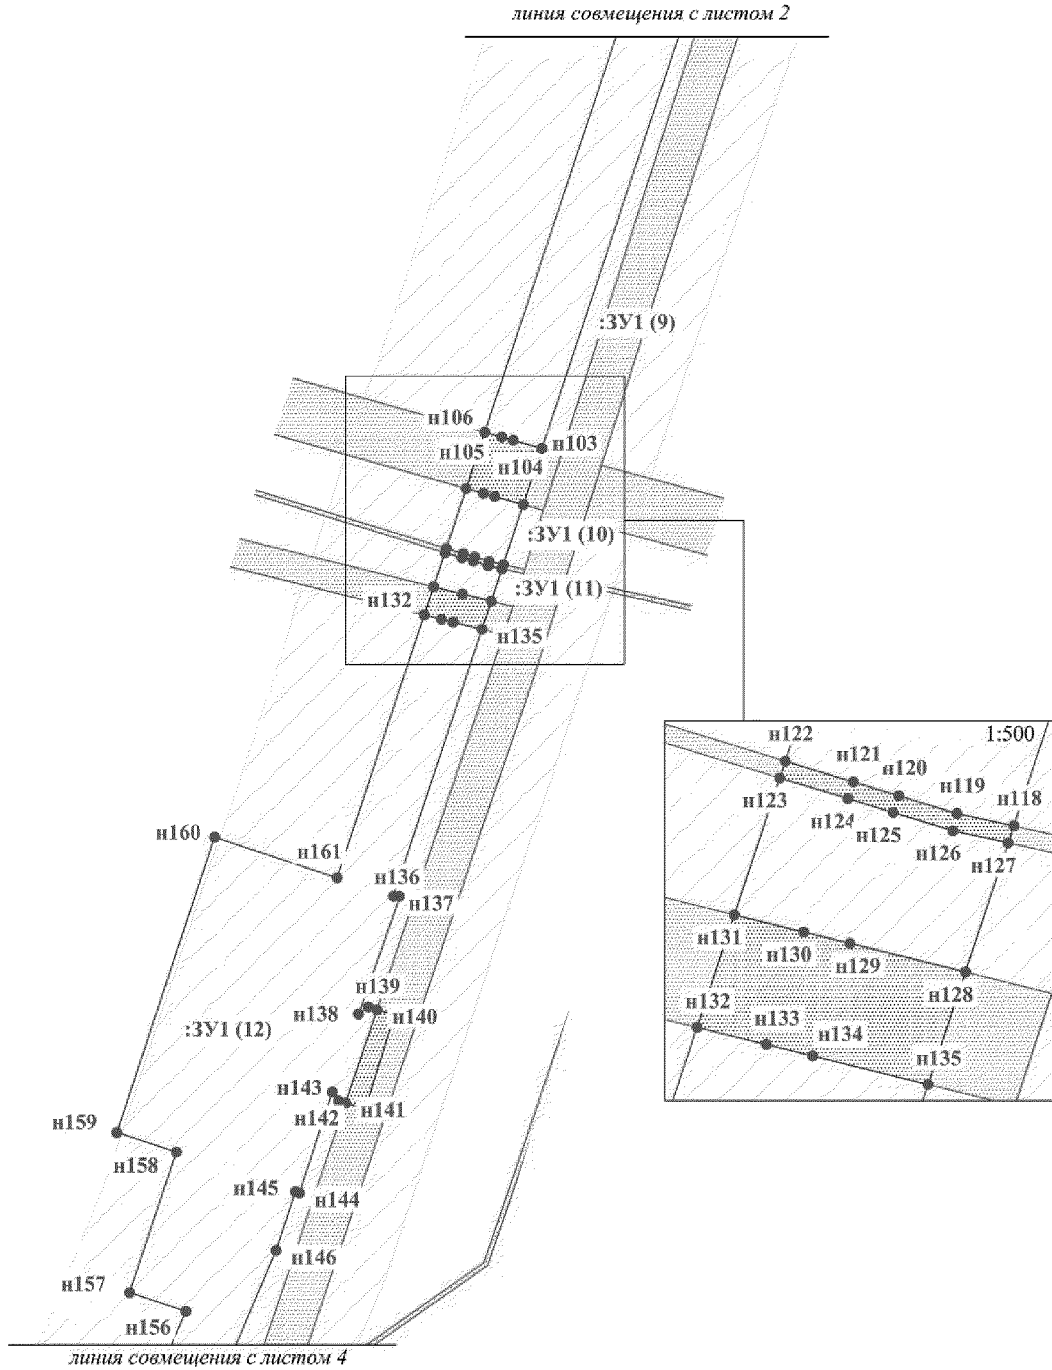 линия совмещения с листом 2
:ЗУ1 (9)
н106
н103
н105
н104
:ЗУ1 (10)
:ЗУ1 (11)
н132
н135
1:500
н122
н121
н120
н119
н118
н123
н124
н125
н126
н127
н131
н130
н129
н128
н132
н133
н134
н135
н160
н161
н136
н137
н139
н138
н140
:ЗУ1 (12)
н143
н142
н141
н159
н158
н145
н144
н146
н157
н156
линия совмещения с листом 4